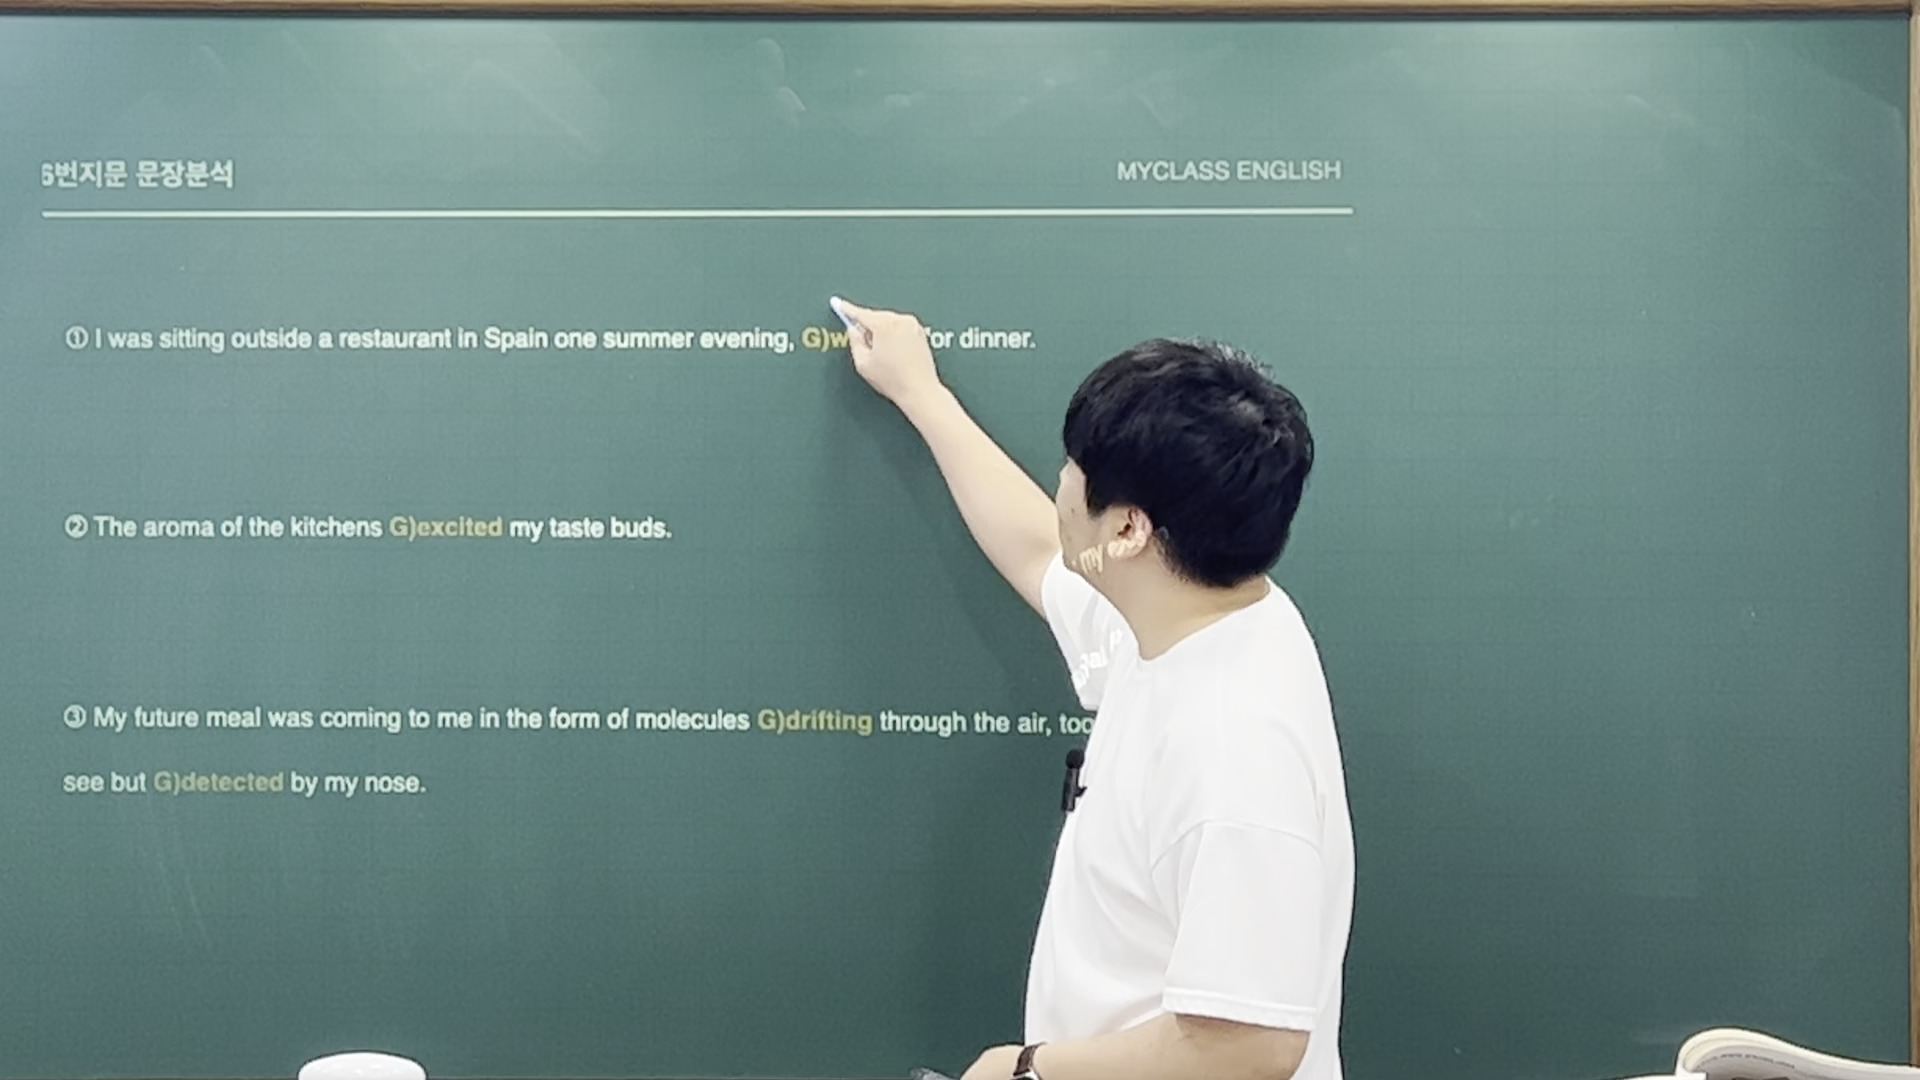 6번지문 문장분석
MYCLASS ENGLISH
① I was sitting outside a restaurant in Spain one summer evening, for dinner.
② The aroma of the kitchens G)excited my taste buds.
③ My future meal was coming to me in the form of molecules G)drifting through the air,
see but G)detected by my nose.